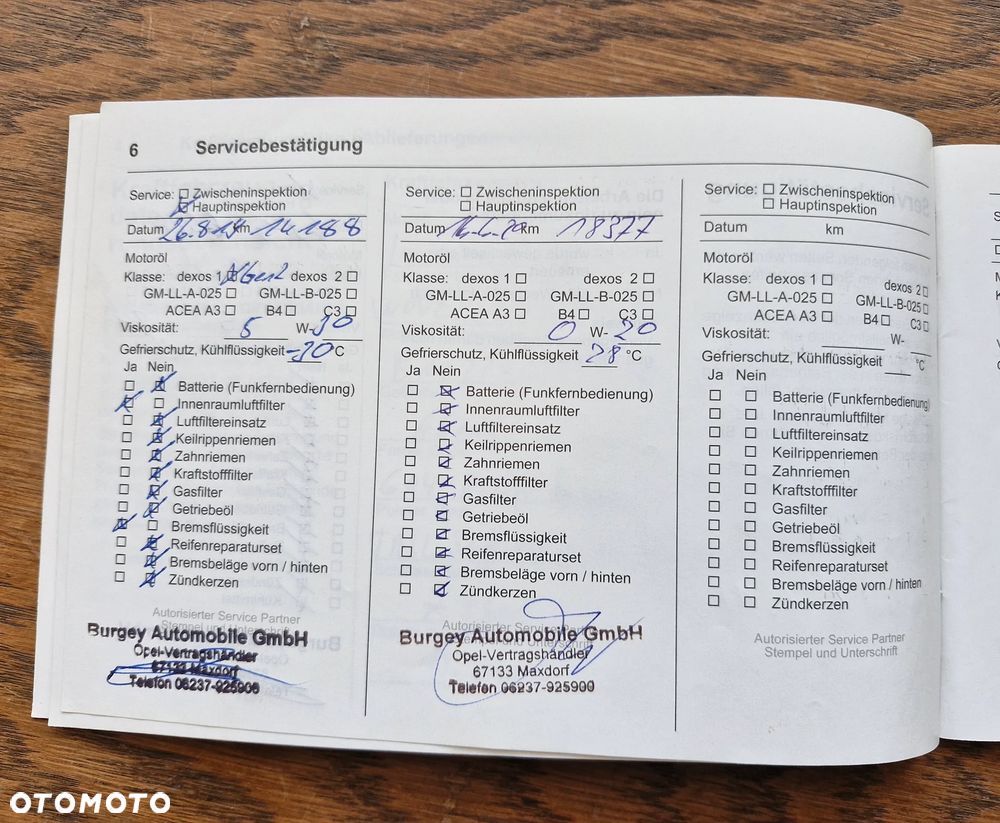 6 Servicebestätigung
Service: Zwischeninspektion
Hauptinspektion
Datum 26.8.19 km 14188
Motoröl
Klasse: dexos 1 dexos 2
GM-LL-A-025 GM-LL-B-025
ACEA A3 B4 C3
Viskosität: 5 W-30
Gefrierschutz, Kühlflüssigkeit -30 °C
Ja Nein
Batterie (Funkfernbedienung)
Innenraumluftfilter
Luftfiltereinsatz
Keilrippenriemen
Zahnriemen
Kraftstofffilter
Gasfilter
Getriebeöl
Bremsflüssigkeit
Reifenreparaturset
Bremsbeläge vorn / hinten
Zündkerzen
Autorisierter Service Partner
Stempel und Unterschrift
Burgey Automobile GmbH
Opel-Vertragshändler
67133 Maxdorf
Telefon 06237-925900
Service: Zwischeninspektion
Hauptinspektion
Datum km 18377
Motoröl
Klasse: dexos 1 dexos 2
GM-LL-A-025 GM-LL-B-025
ACEA A3 B4 C3
Viskosität: 0 W-20
Gefrierschutz, Kühlflüssigkeit 28 °C
Ja Nein
Batterie (Funkfernbedienung)
Innenraumluftfilter
Luftfiltereinsatz
Keilrippenriemen
Zahnriemen
Kraftstofffilter
Gasfilter
Getriebeöl
Bremsflüssigkeit
Reifenreparaturset
Bremsbeläge vorn / hinten
Zündkerzen
Autorisierter Service Partner
Stempel und Unterschrift
Burgey Automobile GmbH
Opel-Vertragshändler
67133 Maxdorf
Telefon 06237-925900
Service: Zwischeninspektion
Hauptinspektion
Datum km
Motoröl
Klasse: dexos 1 dexos 2
GM-LL-A-025 GM-LL-B-025
ACEA A3 B4 C3
Viskosität: W-
Gefrierschutz, Kühlflüssigkeit °C
Ja Nein
Batterie (Funkfernbedienung)
Innenraumluftfilter
Luftfiltereinsatz
Keilrippenriemen
Zahnriemen
Kraftstofffilter
Gasfilter
Getriebeöl
Bremsflüssigkeit
Reifenreparaturset
Bremsbeläge vorn / hinten
Zündkerzen
Autorisierter Service Partner
Stempel und Unterschrift
OTOMOTO